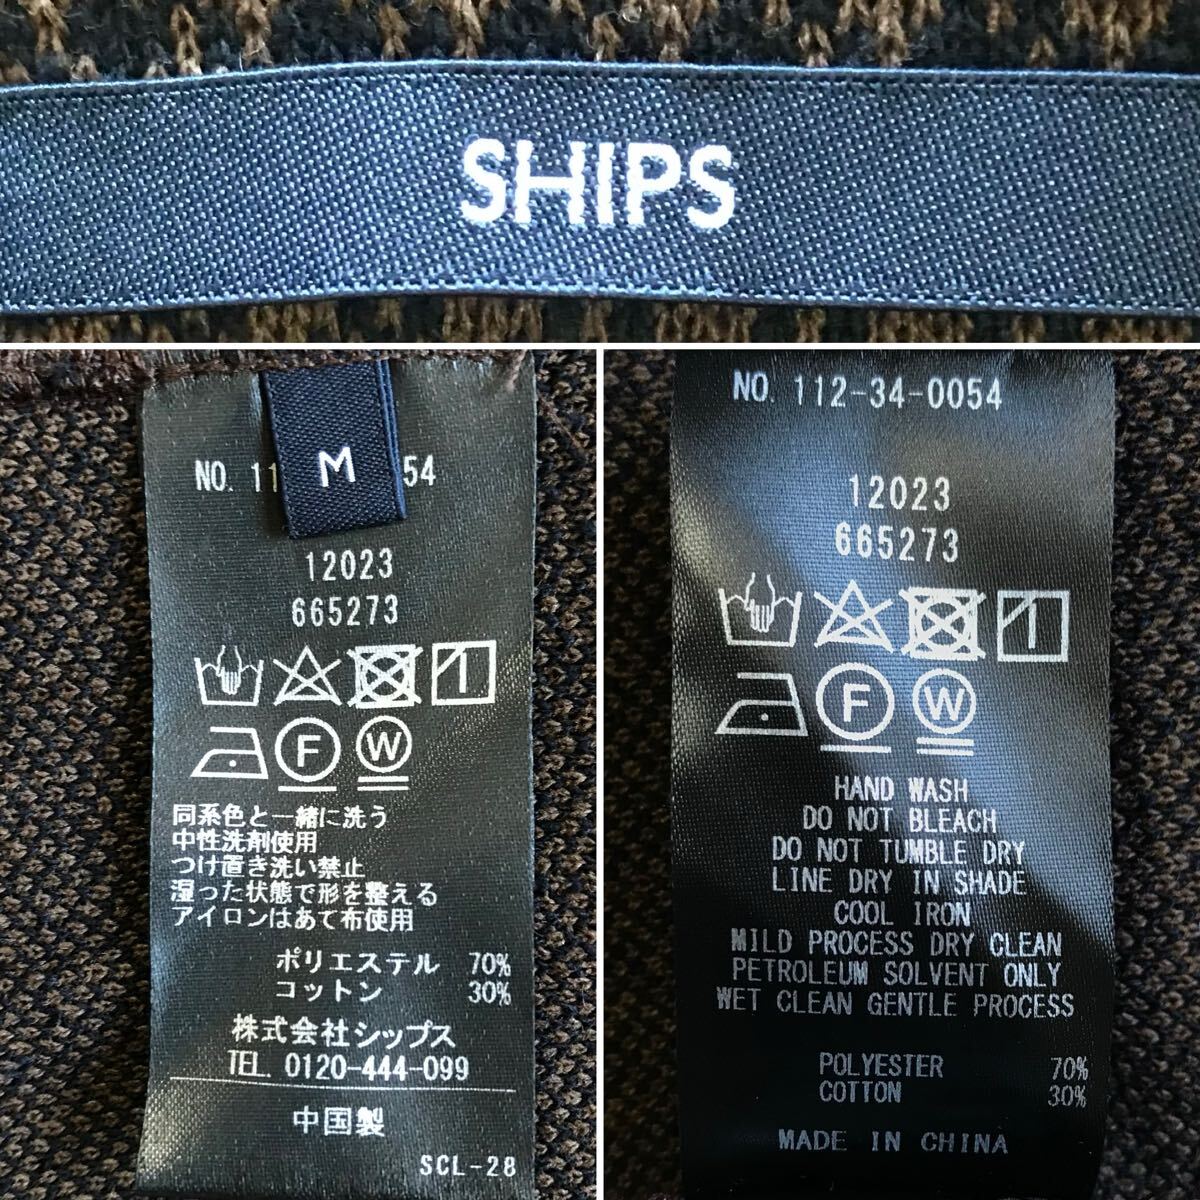 SHIPS
M
NO. 11 54
12023
665273
F W
同系色と一緒に洗う
中性洗剤使用
つけ置き洗い禁止
湿った状態で形を整える
アイロンはあて布使用
ポリエステル 70%
コットン 30%
株式会社シップス
TEL. 0120-444-099
中国製
SCL-28
NO. 112-34-0054
12023
665273
F W
HAND WASH
DO NOT BLEACH
DO NOT TUMBLE DRY
LINE DRY IN SHADE
COOL IRON
MILD PROCESS DRY CLEAN
PETROLEUM SOLVENT ONLY
WET CLEAN GENTLE PROCESS
POLYESTER 70%
COTTON 30%
MADE IN CHINA